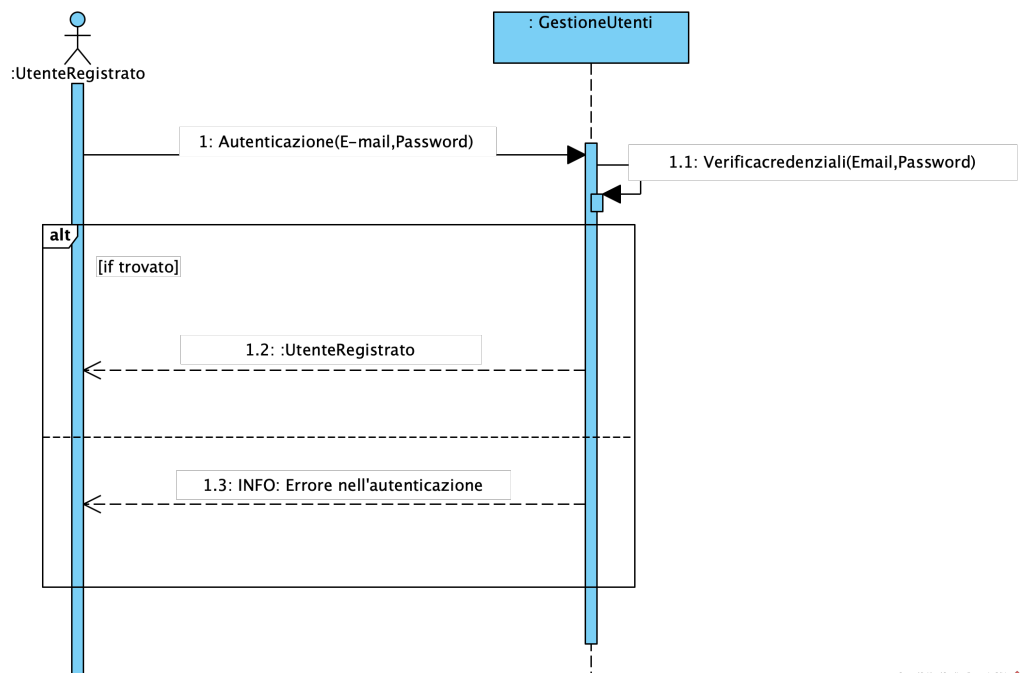 : GestioneUtenti
:UtenteRegistrato
1: Autenticazione(E-mail,Password)
1.1: Verificacredenziali(Email,Password)
alt
[if trovato]
1.2: :UtenteRegistrato
1.3: INFO: Errore nell'autenticazione